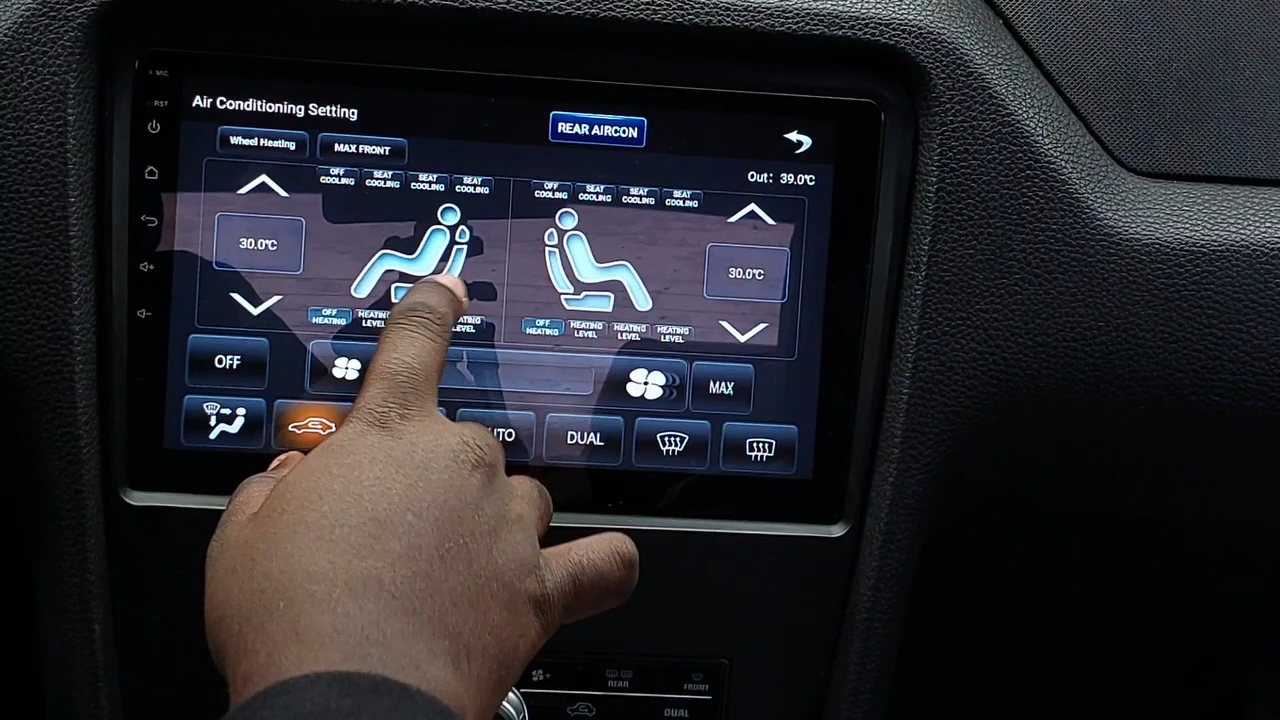 MIC
RST
Air Conditioning Setting
REAR AIRCON
Wheel Heating
MAX FRONT
Out: 39.0℃
OFF COOLING
SEAT COOLING
SEAT COOLING
SEAT COOLING
OFF COOLING
SEAT COOLING
SEAT COOLING
SEAT COOLING
30.0℃
30.0℃
OFF HEATING
HEATING LEVEL
HEATING LEVEL
OFF HEATING
HEATING LEVEL
HEATING LEVEL
HEATING LEVEL
OFF
MAX
DUAL
REAR
FRONT
DUAL